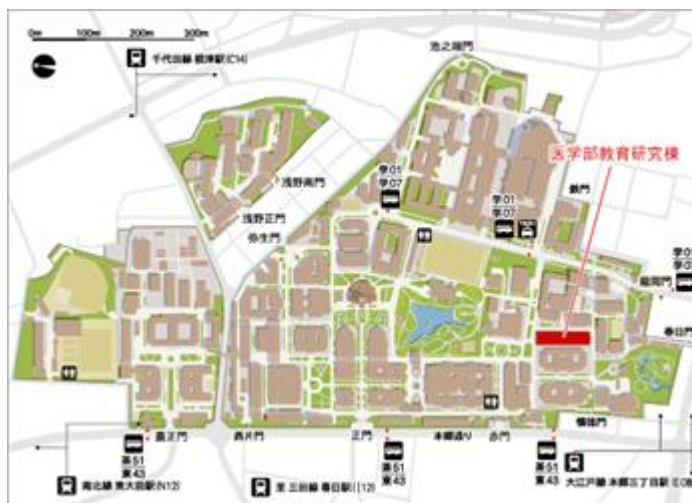 0m 100m 200m 300m
千代田線 根津駅(C14)
池之端門
医学部教育研究棟
浅野南門
浅野正門
弥生門
学01
学07
学01
学07
TAXI
鉄門
学0
学0
龍岡門
春日門
農正門
西片門
正門
本郷通り
赤門
懐徳門
茶51
東43
茶51
東43
茶51
東43
南北線 東大前駅(N12)
至 三田線 春日駅(I12)
大江戸線 本郷三丁目駅(E08